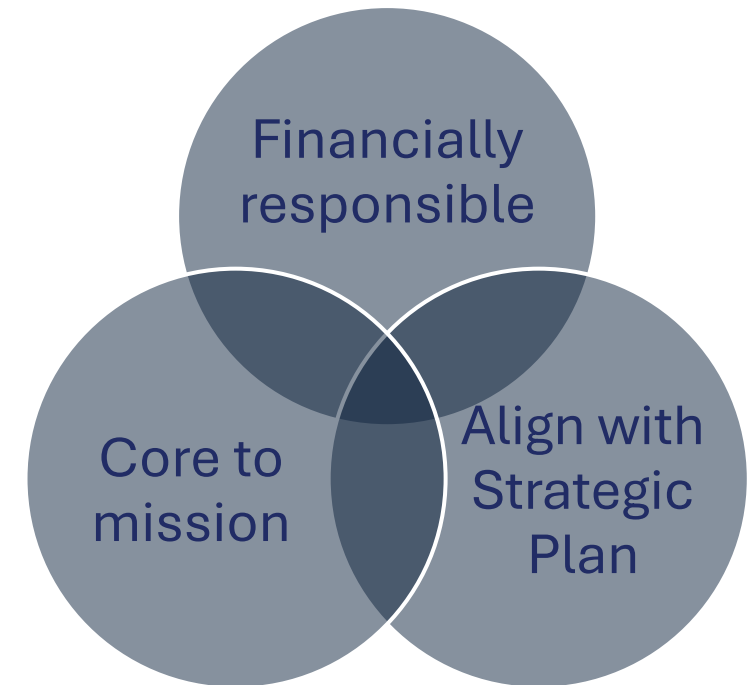 Financially
responsible
Core to
mission
Align with
Strategic
Plan